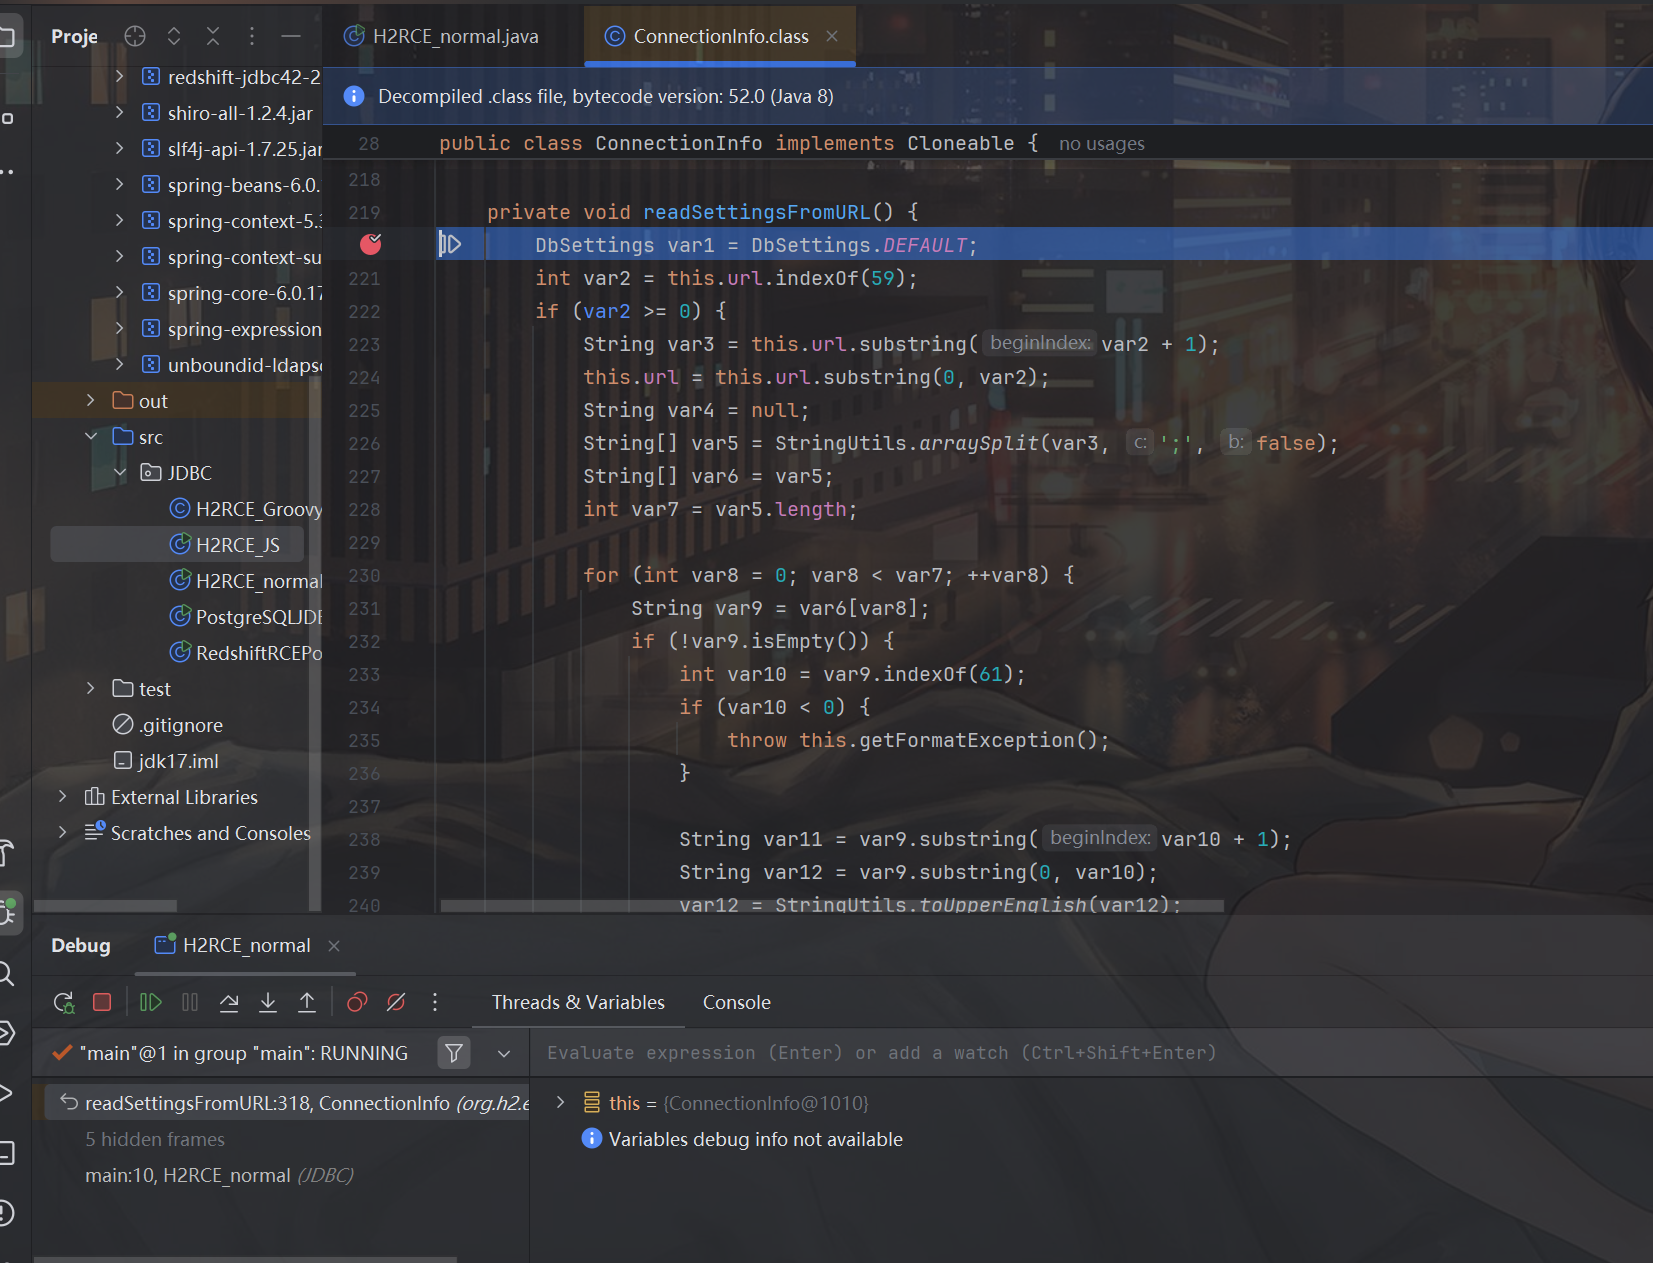 Proje
H2RCE_normal.java
ConnectionInfo.class
redshift-jdbc42-2
shiro-all-1.2.4.jar
slf4j-api-1.7.25.jar
spring-beans-6.0.
spring-context-5.3
spring-context-su
spring-core-6.0.17
spring-expression
unboundid-ldaps
out
src
JDBC
H2RCE_Groovy
H2RCE_JS
H2RCE_normal
PostgreSQLJDB
RedshiftRCEPo
test
.gitignore
jdk17.iml
External Libraries
Scratches and Consoles
Decompiled .class file, bytecode version: 52.0 (Java 8)
28 public class ConnectionInfo implements Cloneable { no usages
218
219 private void readSettingsFromURL() {
DbSettings var1 = DbSettings.DEFAULT;
221 int var2 = this.url.indexOf(59);
222 if (var2 >= 0) {
223 String var3 = this.url.substring( beginIndex: var2 + 1);
224 this.url = this.url.substring(0, var2);
225 String var4 = null;
226 String[] var5 = StringUtils.arraySplit(var3, c: ';', b: false);
227 String[] var6 = var5;
228 int var7 = var5.length;
229
230 for (int var8 = 0; var8 < var7; ++var8) {
231 String var9 = var6[var8];
232 if (!var9.isEmpty()) {
233 int var10 = var9.indexOf(61);
234 if (var10 < 0) {
235 throw this.getFormatException();
236 }
237
238 String var11 = var9.substring( beginIndex: var10 + 1);
239 String var12 = var9.substring(0, var10);
240 var12 = StringUtils.toUpperEnglish(var12);
Debug
H2RCE_normal
Threads & Variables
Console
"main"@1 in group "main": RUNNING
Evaluate expression (Enter) or add a watch (Ctrl+Shift+Enter)
readSettingsFromURL:318, ConnectionInfo (org.h2.e
5 hidden frames
main:10, H2RCE_normal (JDBC)
this = {ConnectionInfo@1010}
Variables debug info not available